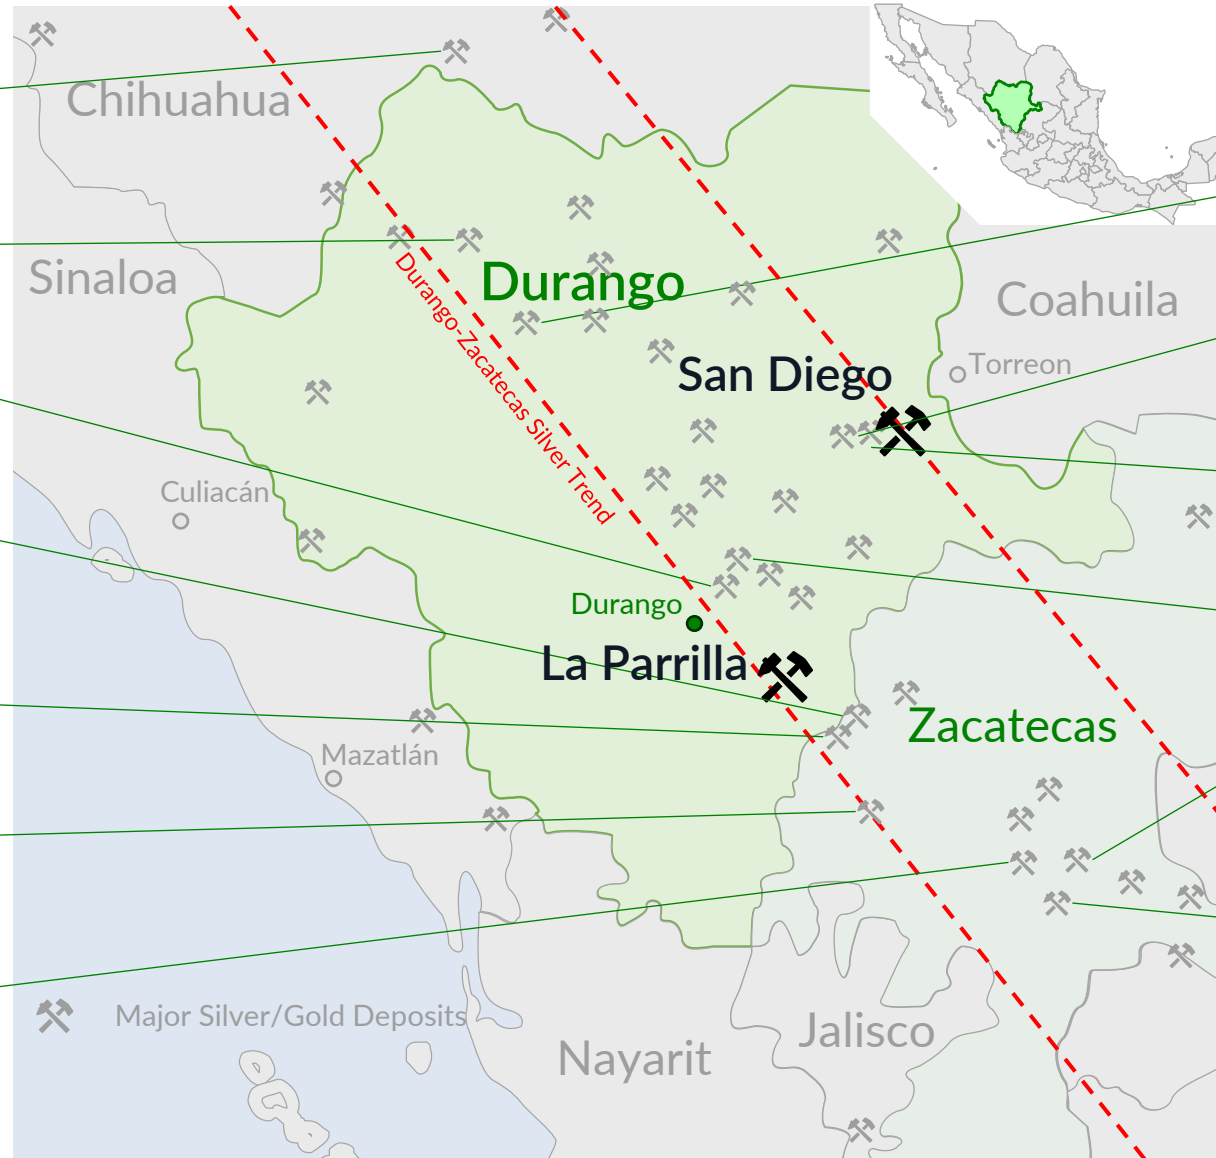 Chihuahua
Sinaloa
Durango
Coahuila
Durango-Zacatecas Silver Trend
San Diego
Torreon
Culiacán
Durango
La Parrilla
Zacatecas
Mazatlán
Major Silver/Gold Deposits
Jalisco
Nayarit